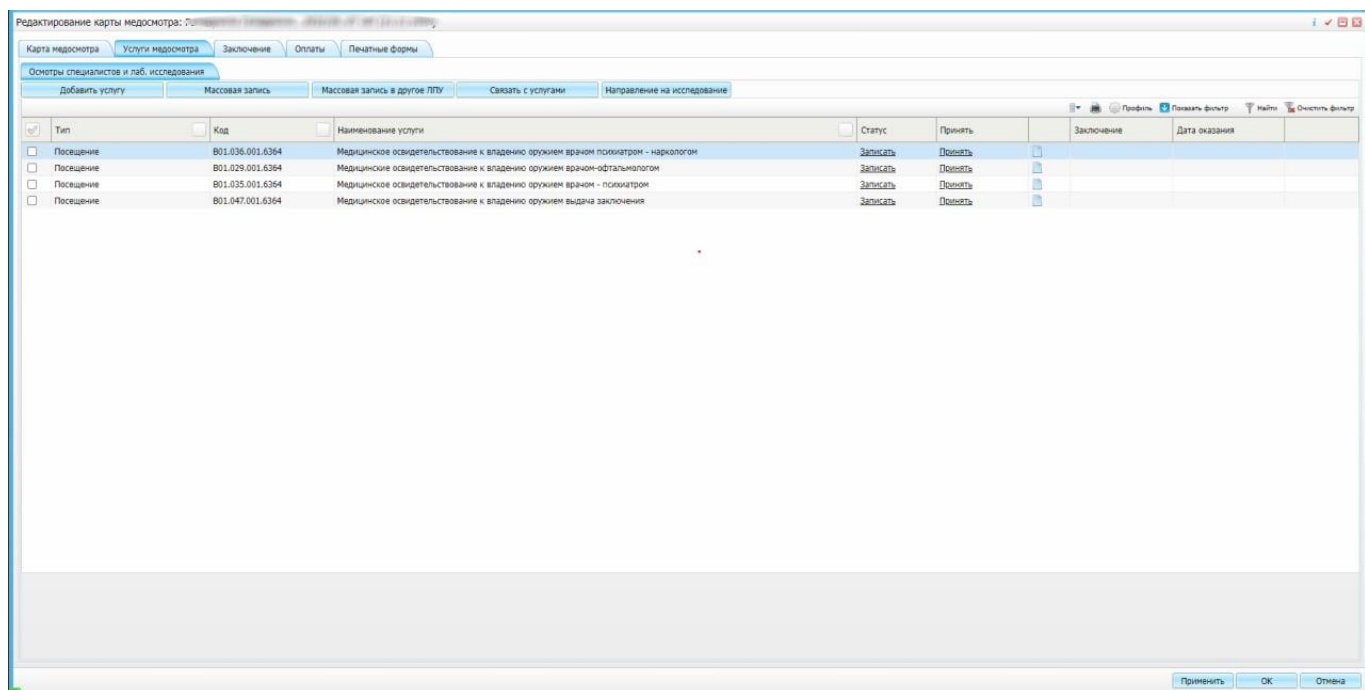 Редактирование карты медосмотра:
Карта медосмотра Услуги медосмотра Заключение Оплаты Печатные формы
Осмотры специалистов и лаб. исследования
Добавить услугу Массовая запись Массовая запись в другое ЛПУ Связать с услугами Направление на исследование
Профиль Показать фильтр Найти Очистить фильтр
Тип Код Наименование услуги Статус Принять Заключение Дата оказания
Посещение B01.036.001.6364 Медицинское освидетельствование к владению оружием врачом психиатром - наркологом Записать Принять
Посещение B01.029.001.6364 Медицинские освидетельствование к владению оружием врачом-офтальмологом Записать Принять
Посещение B01.035.001.6364 Медицинское освидетельствование к владению оружием врачом - психиатром Записать Принять
Посещение B01.047.001.6364 Медицинское освидетельствование к владению оружием выдача заключения Записать Принять
Применить ОК Отмена